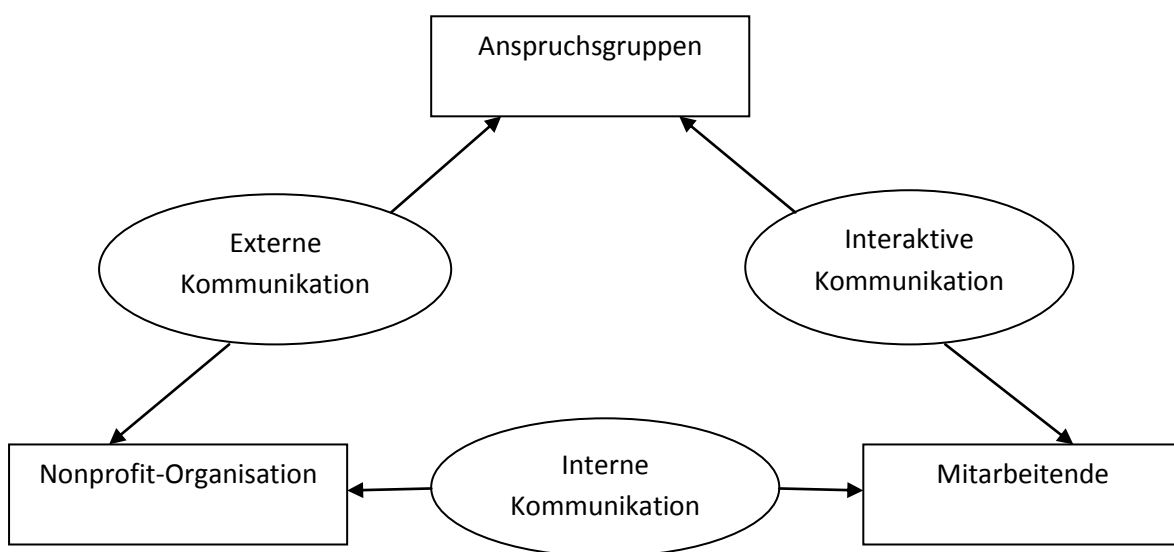 Anspruchsgruppen
Externe
Kommunikation
Interaktive
Kommunikation
Nonprofit-Organisation
Interne
Kommunikation
Mitarbeitende